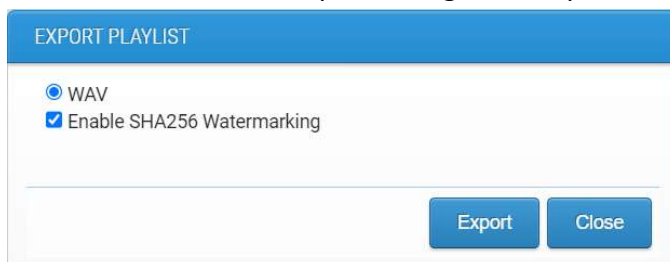 EXPORT PLAYLIST
WAV
Enable SHA256 Watermarking
Export Close